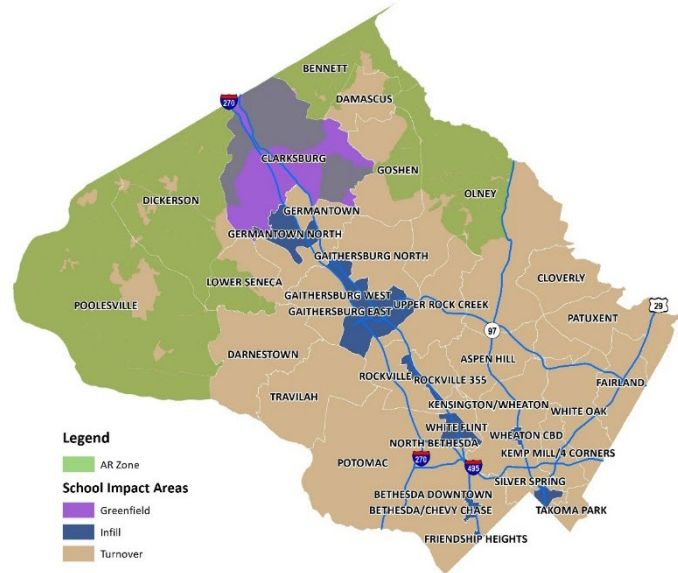 BENNETT
270
DAMASCUS
CLARKSBURG
GOSHEN
OLNEY
DICKERSON
GERMANTOWN
GERMANTOWN NORTH
GAITHERSBURG NORTH
LOWER SENECA
CLOVERLY
POOLESVILLE
GAITHERSBURG WEST
UPPER ROCK CREEK
29
GAITHERSBURG EAST
PATUXENT
97
DARNESTOWN
ASPEN HILL
ROCKVILLE
ROCKVILLE 355
FAIRLAND
TRAVILAH
KENSINGTON/WHEATON
WHITE OAK
WHITE FLINT
WHEATON CBD
NORTH BETHESDA
KEMP MILL/4 CORNERS
POTOMAC
270
495
SILVER SPRING
BETHESDA DOWNTOWN
BETHESDA/CHEVY CHASE
TAKOMA PARK
FRIENDSHIP HEIGHTS
Legend
AR Zone
School Impact Areas
Greenfield
Infill
Turnover